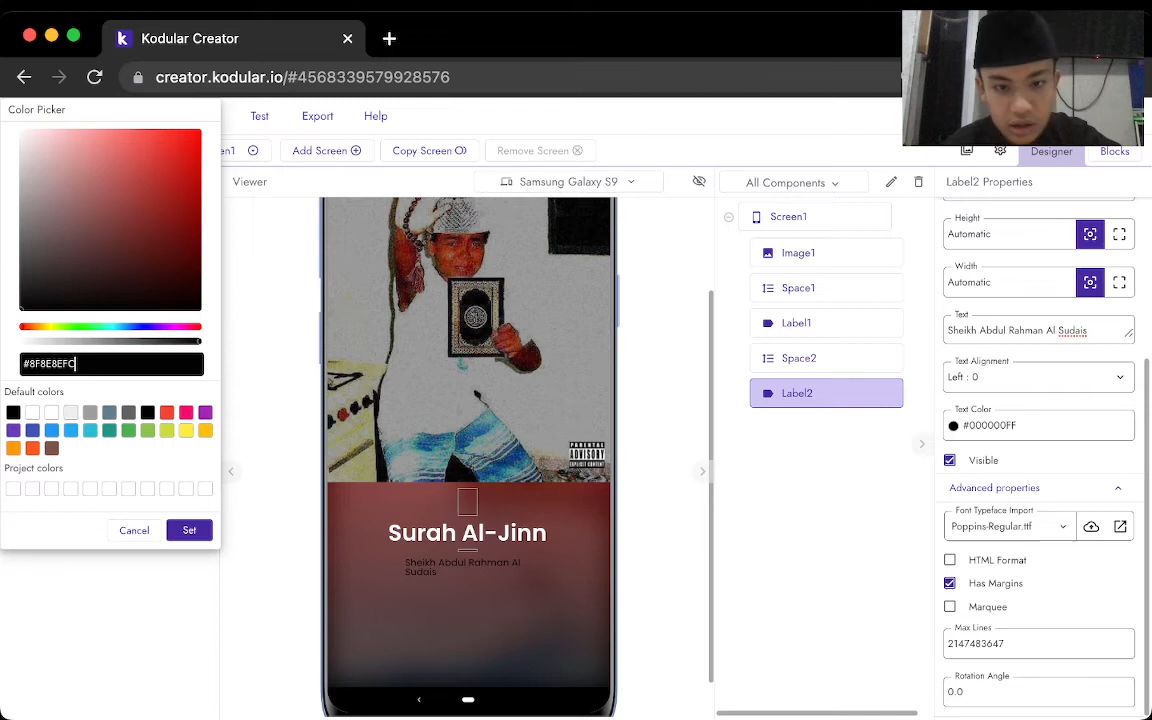 Kodular Creator
creator.kodular.io/#4568339579928576
Color Picker
Test
Export
Help
en1
Add Screen
Copy Screen
Remove Screen
Designer
Blocks
Viewer
Samsung Galaxy S9
All Components
Label2 Properties
Screen1
Image1
Space1
Label1
Space2
Label2
Height
Automatic
Width
Automatic
Text
Sheikh Abdul Rahman Al Sudais
Text Alignment
Left : 0
Text Color
#000000FF
Visible
Advanced properties
Font Typeface Import
Poppins-Regular.ttf
HTML Format
Has Margins
Marquee
Max Lines
2147483647
Rotation Angle
0.0
#8F8E8EFC
Default colors
Project colors
Cancel
Set
PARENTAL
ADVISORY
EXPLICIT CONTENT
Surah Al-Jinn
Sheikh Abdul Rahman Al
Sudais